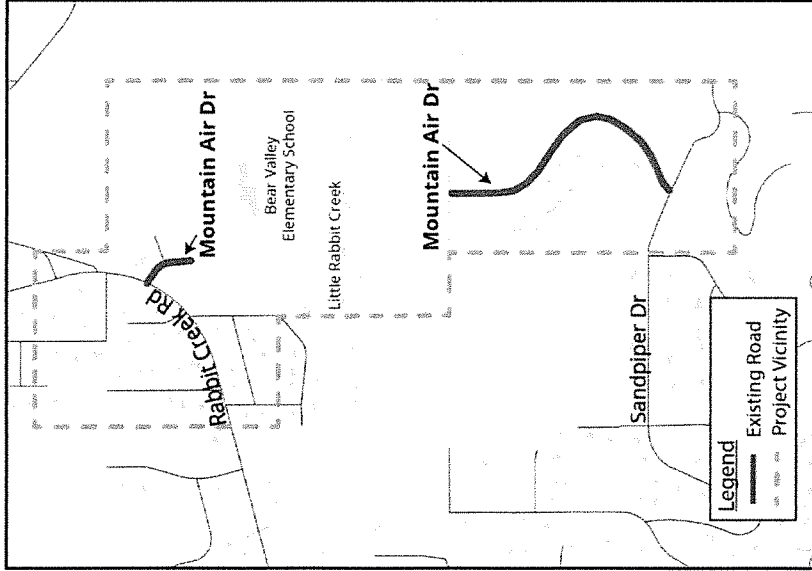 Mountain Air Dr
Rabbit Creek Rd
Bear Valley
Elementary School
Little Rabbit Creek
Mountain Air Dr
Sandpiper Dr
Legend
Existing Road
Project Vicinity